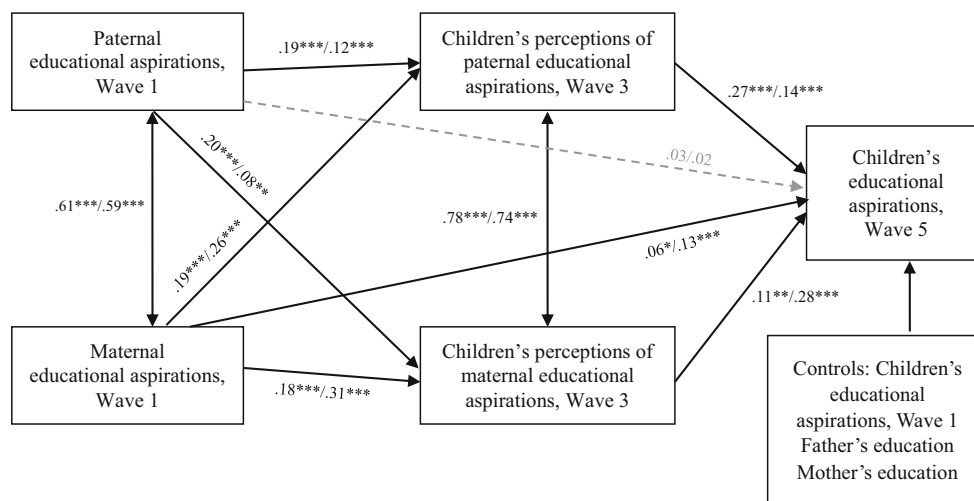 Paternal
educational aspirations,
Wave 1
.19***/.12***
Children’s perceptions of
paternal educational
aspirations, Wave 3
.27***/.14***
.20***/.08**
.03/.02
Children’s
educational
aspirations,
Wave 5
.61***/.59***
.78***/.74***
.19***/.26***
.06*/.13***
.11**/.28***
Maternal
educational aspirations,
Wave 1
.18***/.31***
Children’s perceptions of
maternal educational
aspirations, Wave 3
Controls: Children’s
educational
aspirations, Wave 1
Father’s education
Mother’s education